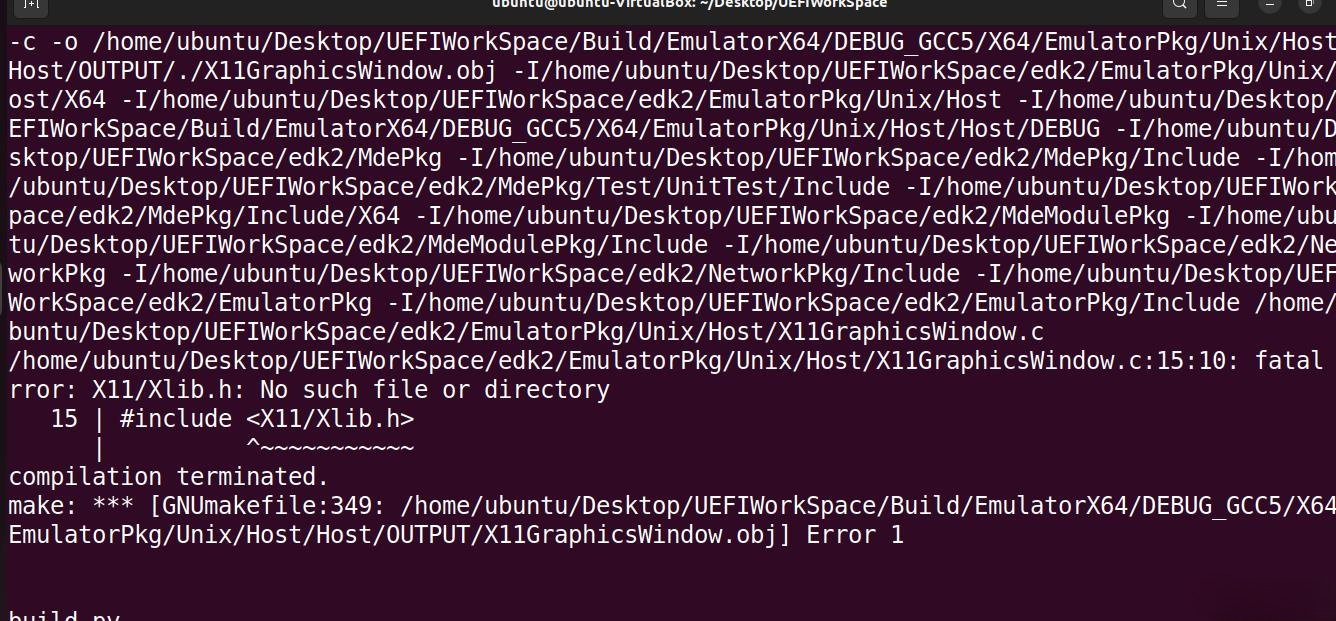 ubuntu@ubuntu-VirtualBox: ~/Desktop/UEFIWorkSpace
-c -o /home/ubuntu/Desktop/UEFIWorkSpace/Build/EmulatorX64/DEBUG_GCC5/X64/EmulatorPkg/Unix/Host
Host/OUTPUT/./X11GraphicsWindow.obj -I/home/ubuntu/Desktop/UEFIWorkSpace/edk2/EmulatorPkg/Unix/
ost/X64 -I/home/ubuntu/Desktop/UEFIWorkSpace/edk2/EmulatorPkg/Unix/Host -I/home/ubuntu/Desktop/
EFIWorkSpace/Build/EmulatorX64/DEBUG_GCC5/X64/EmulatorPkg/Unix/Host/Host/DEBUG -I/home/ubuntu/D
sktop/UEFIWorkSpace/edk2/MdePkg -I/home/ubuntu/Desktop/UEFIWorkSpace/edk2/MdePkg/Include -I/hom
/ubuntu/Desktop/UEFIWorkSpace/edk2/MdePkg/Test/UnitTest/Include -I/home/ubuntu/Desktop/UEFIWork
pace/edk2/MdePkg/Include/X64 -I/home/ubuntu/Desktop/UEFIWorkSpace/edk2/MdeModulePkg -I/home/ubu
tu/Desktop/UEFIWorkSpace/edk2/MdeModulePkg/Include -I/home/ubuntu/Desktop/UEFIWorkSpace/edk2/Ne
workPkg -I/home/ubuntu/Desktop/UEFIWorkSpace/edk2/NetworkPkg/Include -I/home/ubuntu/Desktop/UEF
WorkSpace/edk2/EmulatorPkg -I/home/ubuntu/Desktop/UEFIWorkSpace/edk2/EmulatorPkg/Include /home/
buntu/Desktop/UEFIWorkSpace/edk2/EmulatorPkg/Unix/Host/X11GraphicsWindow.c
/home/ubuntu/Desktop/UEFIWorkSpace/edk2/EmulatorPkg/Unix/Host/X11GraphicsWindow.c:15:10: fatal
rror: X11/Xlib.h: No such file or directory
15 | #include <X11/Xlib.h>
| ^~~~~~~~~~~~
compilation terminated.
make: *** [GNUmakefile:349: /home/ubuntu/Desktop/UEFIWorkSpace/Build/EmulatorX64/DEBUG_GCC5/X64
EmulatorPkg/Unix/Host/Host/OUTPUT/X11GraphicsWindow.obj] Error 1
build.py